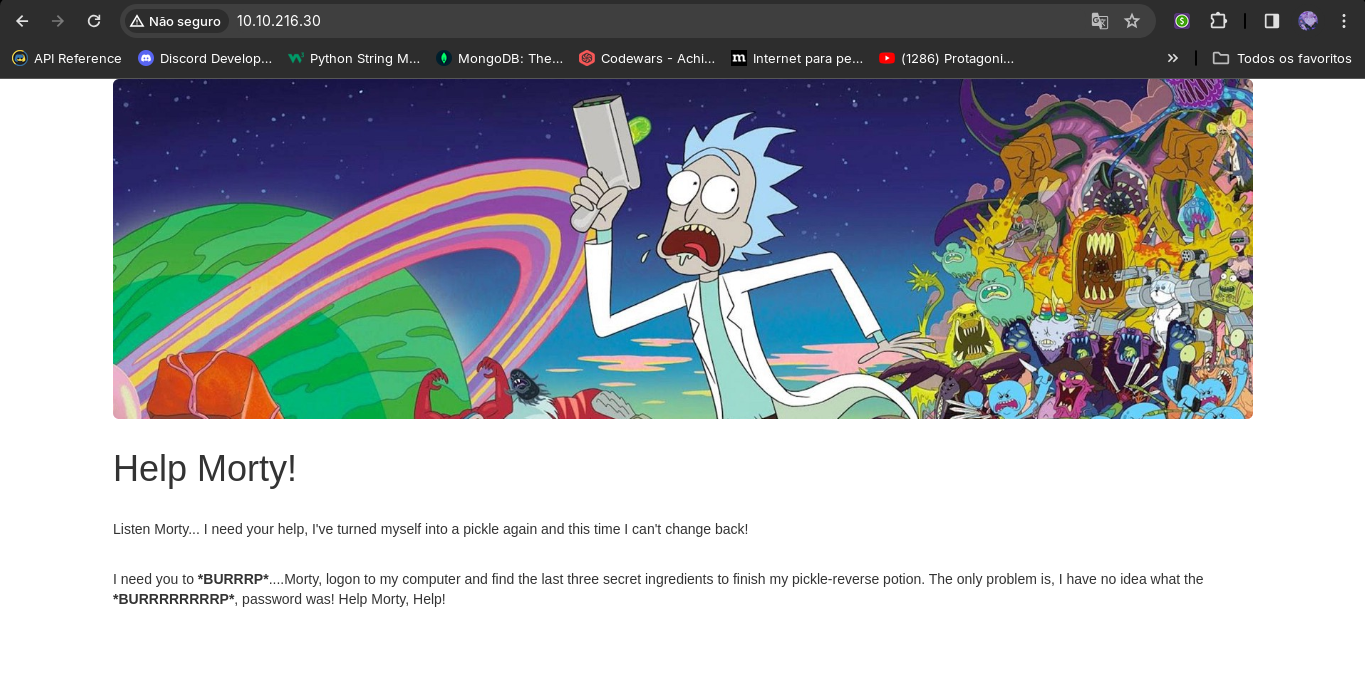 Não seguro 10.10.216.30
API Reference Discord Develop... Python String M... MongoDB: The... Codewars - Achi... Internet para pe... (1286) Protagoni... Todos os favoritos
Help Morty!
Listen Morty... I need your help, I've turned myself into a pickle again and this time I can't change back!
I need you to *BURRRP*....Morty, logon to my computer and find the last three secret ingredients to finish my pickle-reverse potion. The only problem is, I have no idea what the
*BURRRRRRRRP*, password was! Help Morty, Help!